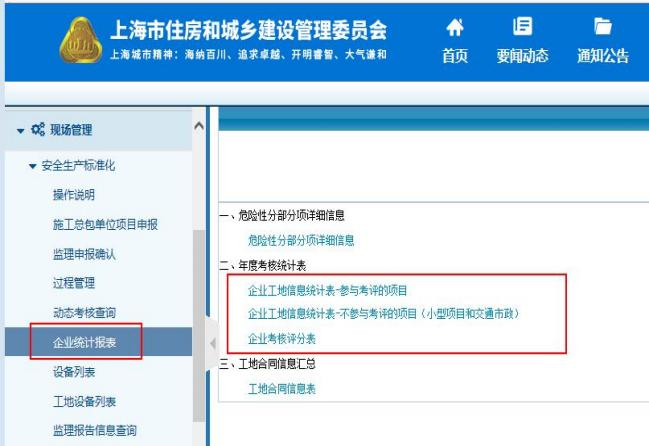 上海市住房和城乡建设管理委员会
上海城市精神：海纳百川、追求卓越、开明睿智、大气谦和
首页
要闻动态
通知公告
现场管理
安全生产标准化
操作说明
施工总包单位项目申报
监理申报确认
过程管理
动态考核查询
企业统计报表
设备列表
工地设备列表
监理报告信息查询
一、危险性分部分项详细信息
危险性分部分项详细信息
二、年度考核统计表
企业工地信息统计表-参与考评的项目
企业工地信息统计表-不参与考评的项目（小型项目和交通市政）
企业考核评分表
三、工地合同信息汇总
工地合同信息表